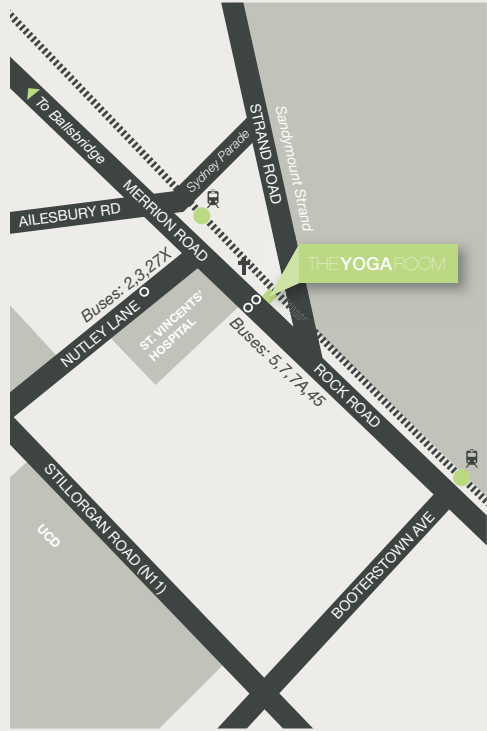 To Ballsbridge
STRAND ROAD
Sandymount Strand
Sydney Parade
AILESBURY RD
MERRION ROAD
THEYOGAROOM
Buses: 2,3,27X
NUTLEY LANE
ST. VINCENTS'
HOSPITAL
Buses: 5,7,7A,45
ROCK ROAD
STILLORGAN ROAD (N11)
UCD
BOOTERSTOWN AVE